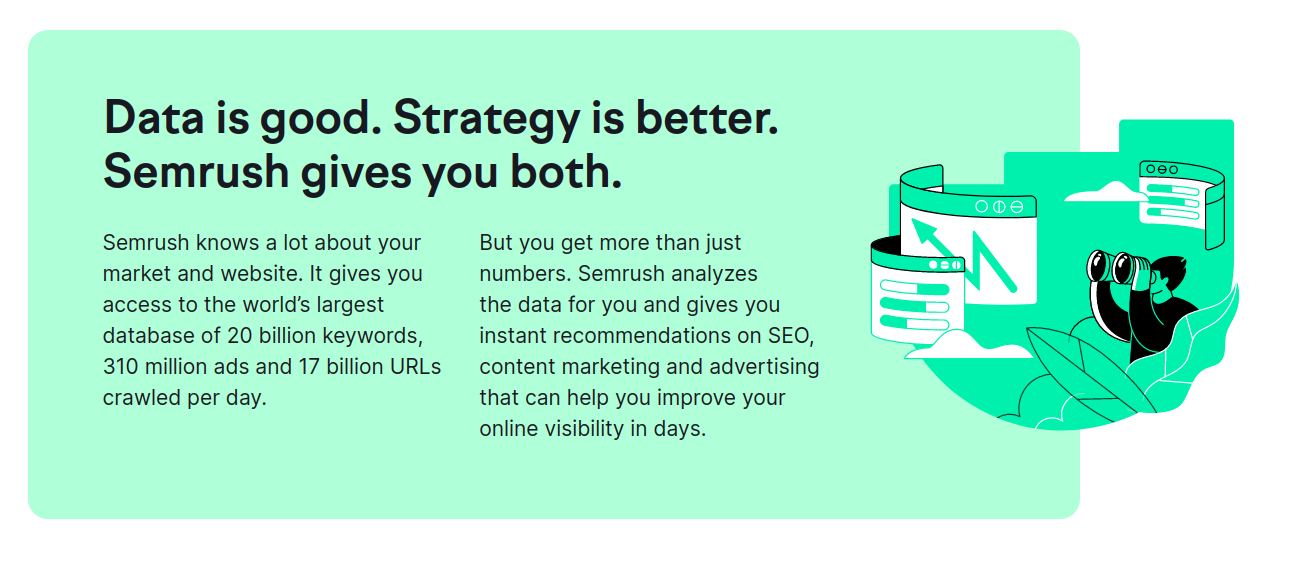 Data is good. Strategy is better.
Semrush gives you both.
Semrush knows a lot about your
market and website. It gives you
access to the world’s largest
database of 20 billion keywords,
310 million ads and 17 billion URLs
crawled per day.
But you get more than just
numbers. Semrush analyzes
the data for you and gives you
instant recommendations on SEO,
content marketing and advertising
that can help you improve your
online visibility in days.